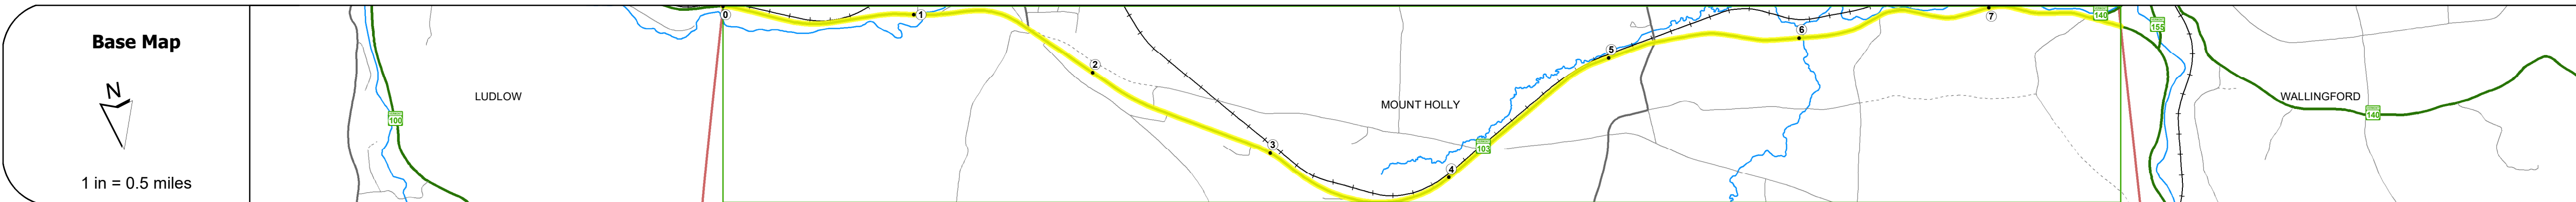 Base Map
N
1 in = 0.5 miles
100
LUDLOW
0
1
2
3
MOUNT HOLLY
4
103
5
6
7
140
155
WALLINGFORD
140